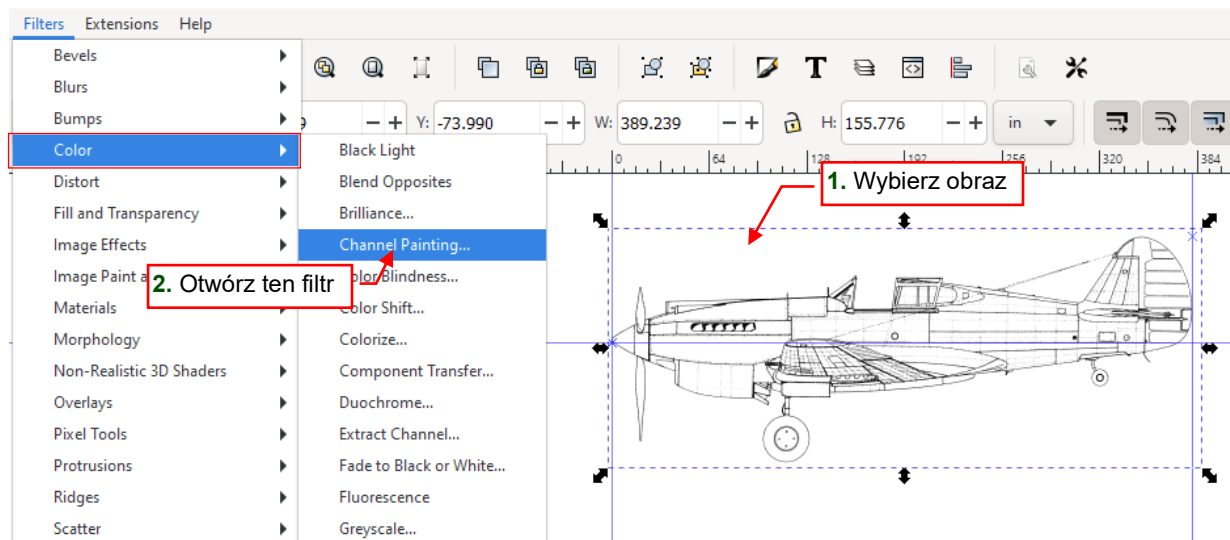 Filters Extensions Help
Bevels
Blurs
Bumps
Color
Distort
Fill and Transparency
Image Effects
Image Paint a
Materials
Morphology
Non-Realistic 3D Shaders
Overlays
Pixel Tools
Protrusions
Ridges
Scatter
Black Light
Blend Opposites
Brilliance...
Channel Painting...
Color Blindness...
Color Shift...
Colorize...
Component Transfer...
Duochrome...
Extract Channel...
Fade to Black or White...
Fluorescence
Greyscale...
Y: -73.990 W: 389.239 H: 155.776 in
0 64 128 192 256 320 384
1. Wybierz obraz
2. Otwórz ten filtr